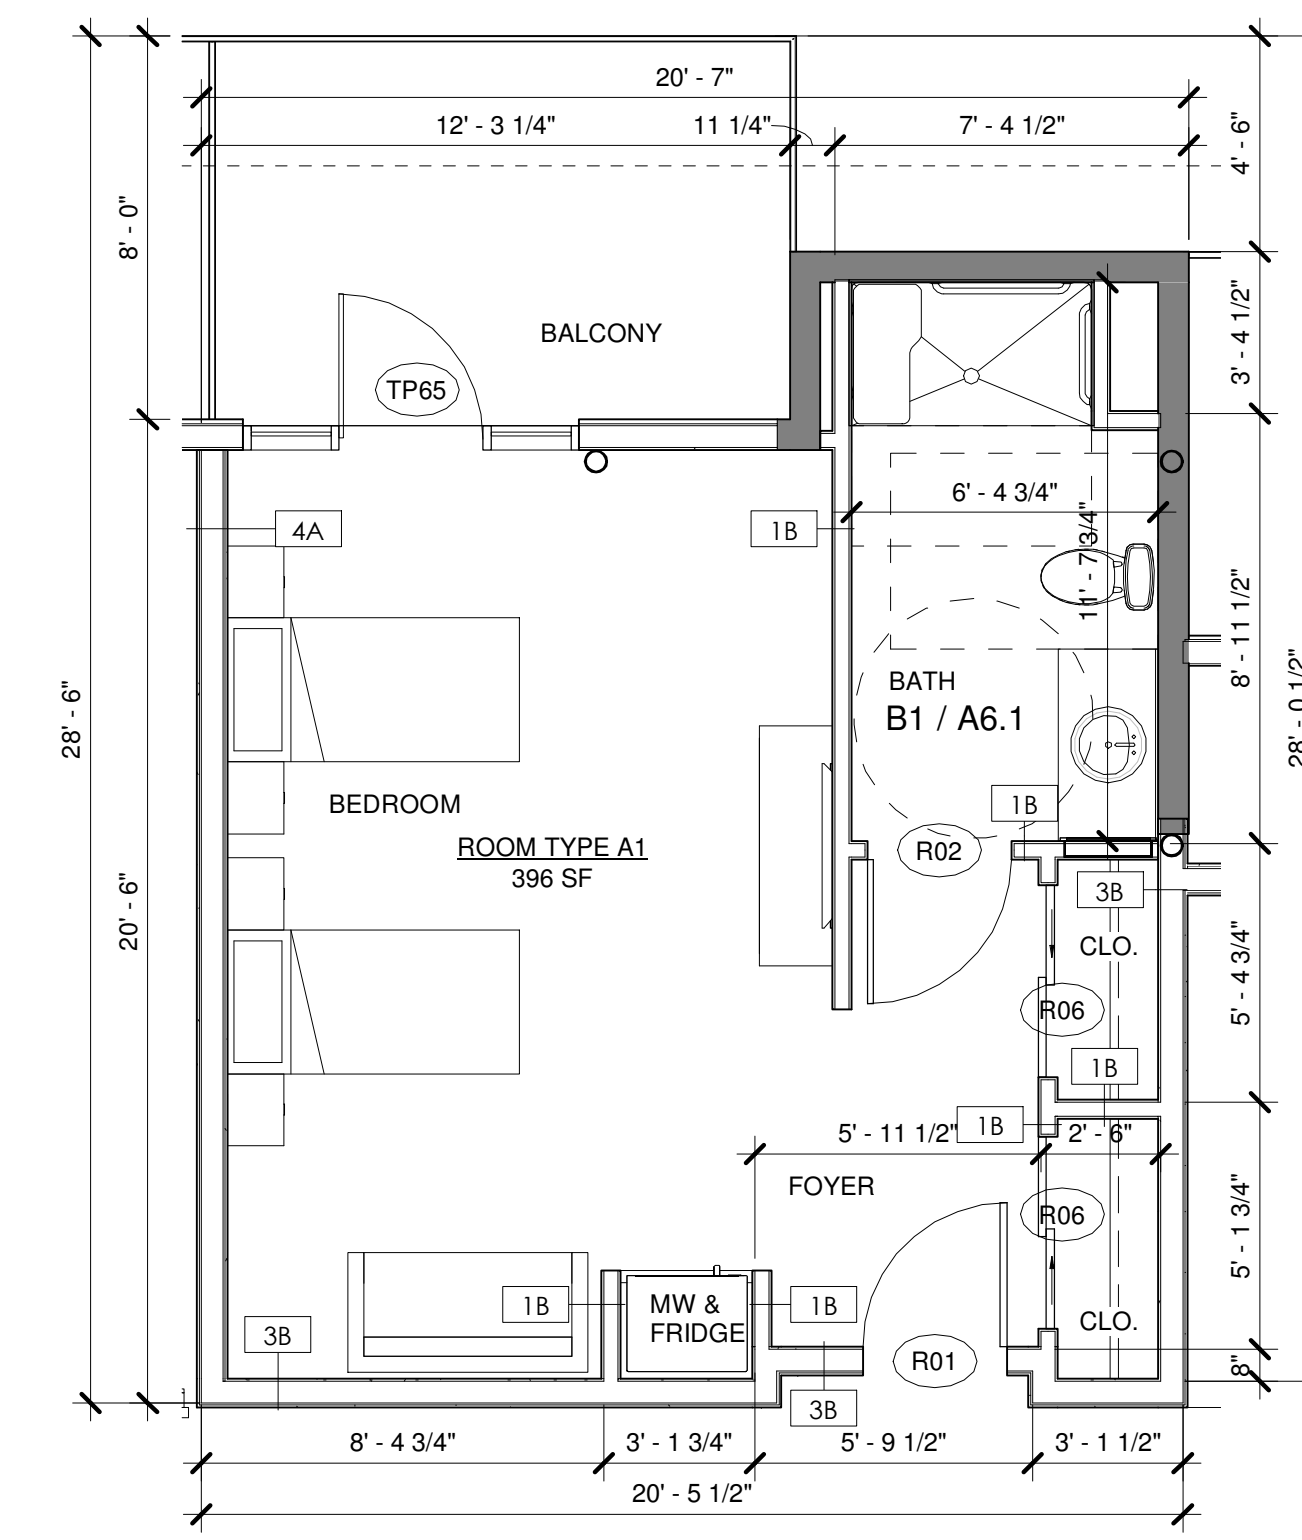 20' - 7"
12' - 3 1/4"
11 1/4"
7' - 4 1/2"
4' - 6"
8' - 0"
3' - 4 1/2"
BALCONY
TP65
6' - 4 3/4"
4A
1B
11' - 7 3/4"
8' - 11 1/2"
28' - 6"
28' - 0 1/2"
BATH
B1 / A6.1
BEDROOM
1B
ROOM TYPE A1
396 SF
R02
20' - 6"
3B
CLO.
5' - 4 3/4"
R06
1B
1B
5' - 11 1/2"
2' - 6"
FOYER
R06
5' - 1 3/4"
1B
MW &
FRIDGE
1B
CLO.
3B
R01
8"
3B
8' - 4 3/4"
3' - 1 3/4"
5' - 9 1/2"
3' - 1 1/2"
20' - 5 1/2"